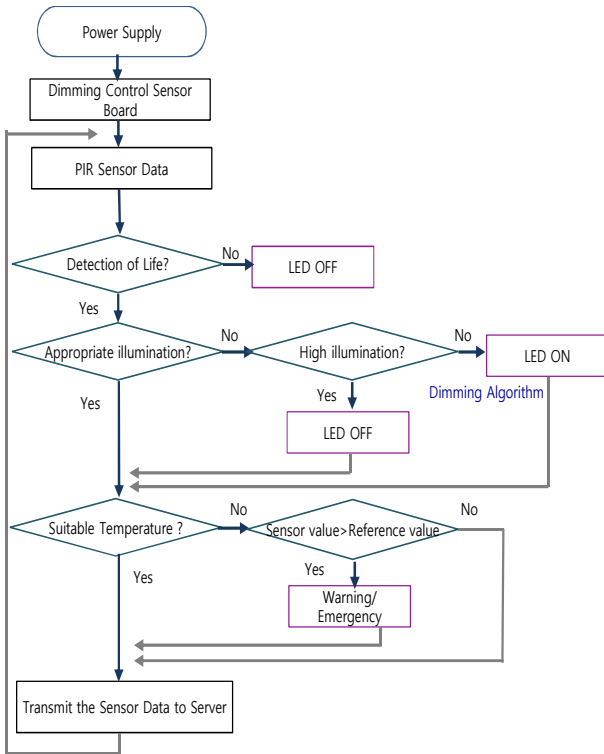 Power Supply
Dimming Control Sensor
Board
PIR Sensor Data
Detection of Life?
No
LED OFF
Yes
Appropriate illumination?
No
High illumination?
No
LED ON
Yes
Yes
Dimming Algorithm
LED OFF
Suitable Temperature ?
No
Sensor value>Reference value
No
Yes
Yes
Warning/
Emergency
Transmit the Sensor Data to Server